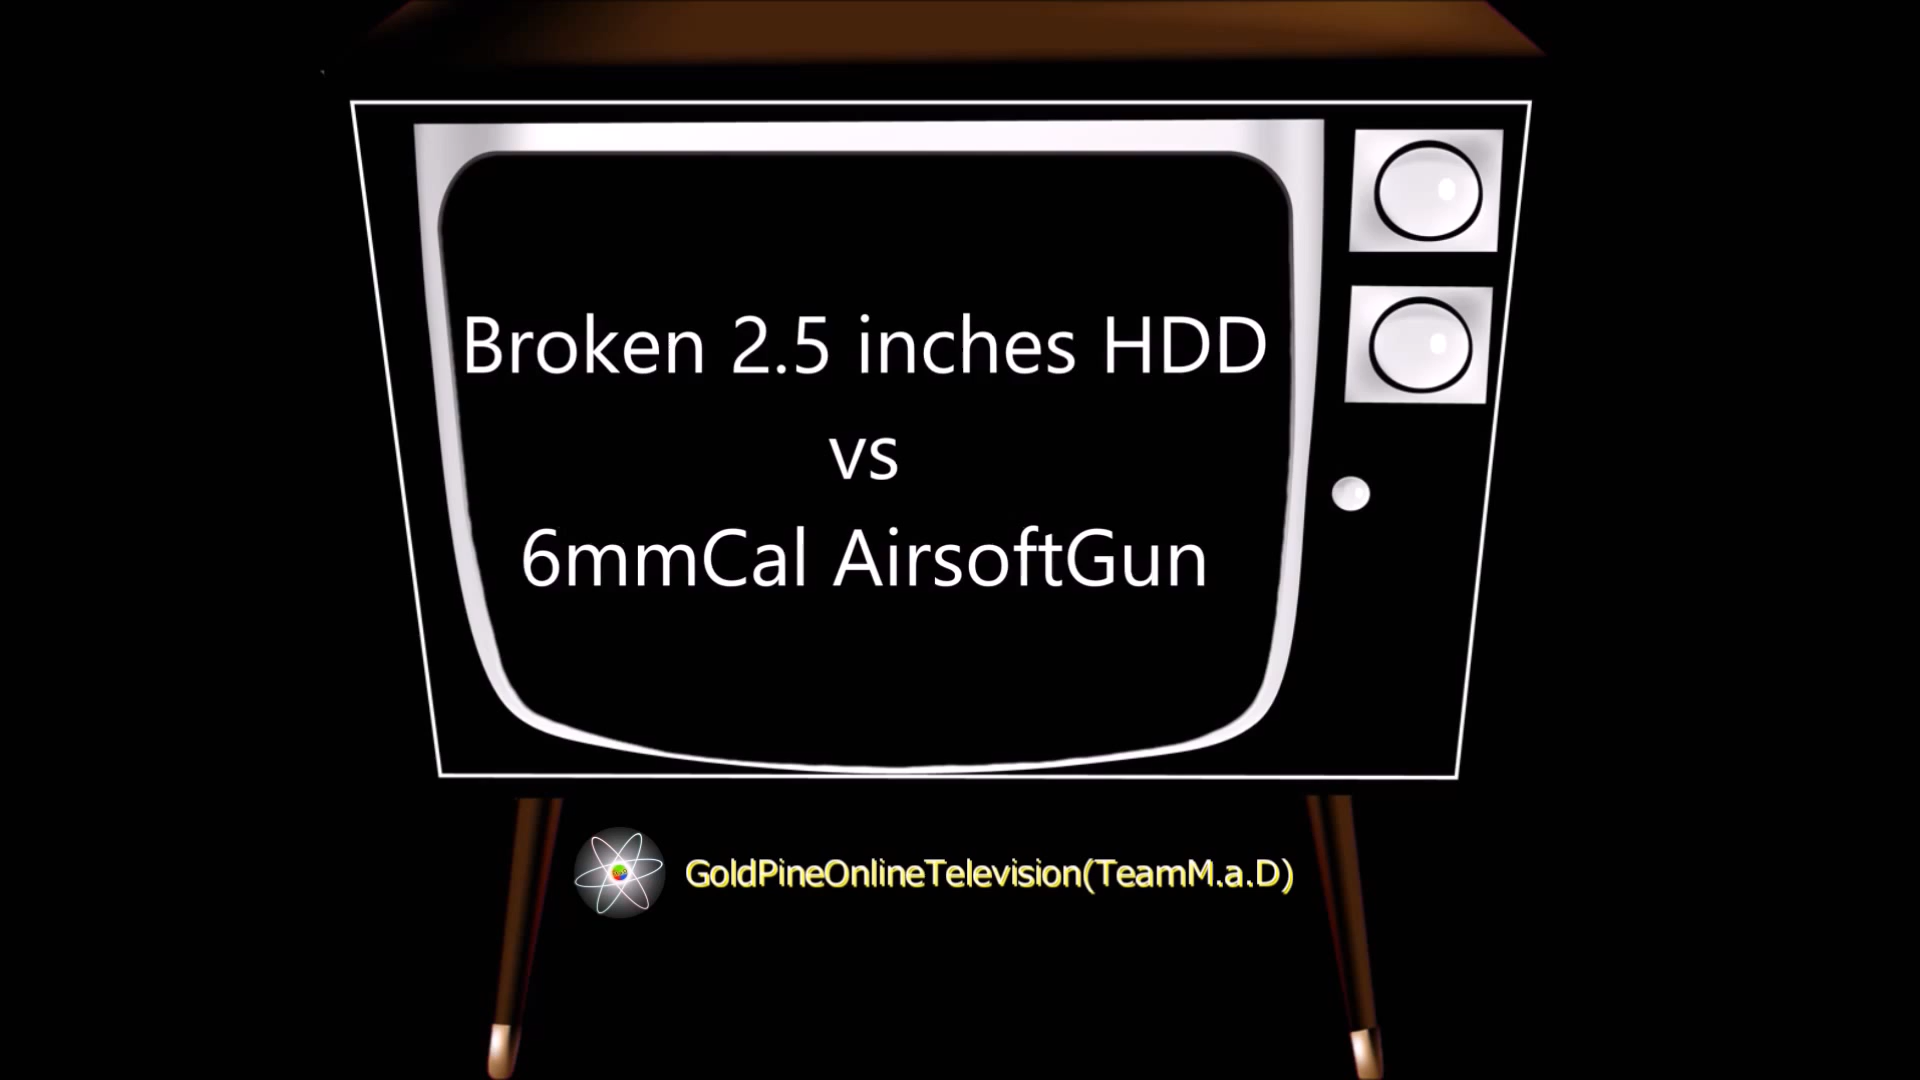 Broken 2.5 inches HDD
vs
6mmCal AirsoftGun
GoldPineOnlineTelevision(TeamM.a.D)